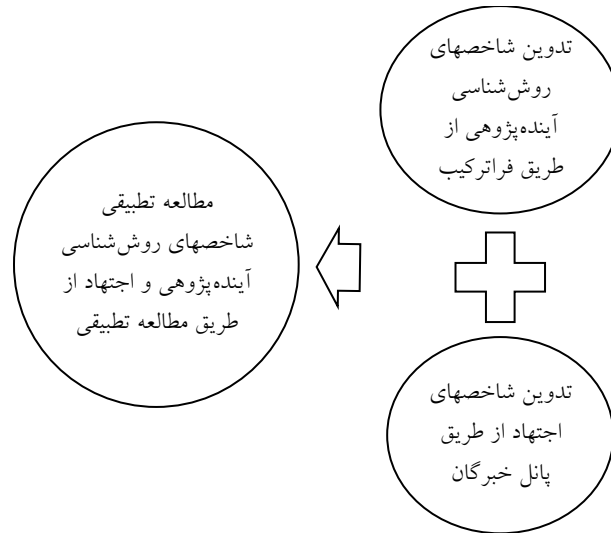 تدوین شاخصهای
روش‌شناسی
آینده‌پژوهی از
طریق فراترکیب
مطالعه تطبیقی
شاخصهای روش‌شناسی
آینده‌پژوهی و اجتهاد از
طریق مطالعه تطبیقی
تدوین شاخصهای
اجتهاد از طریق
پانل خبرگان